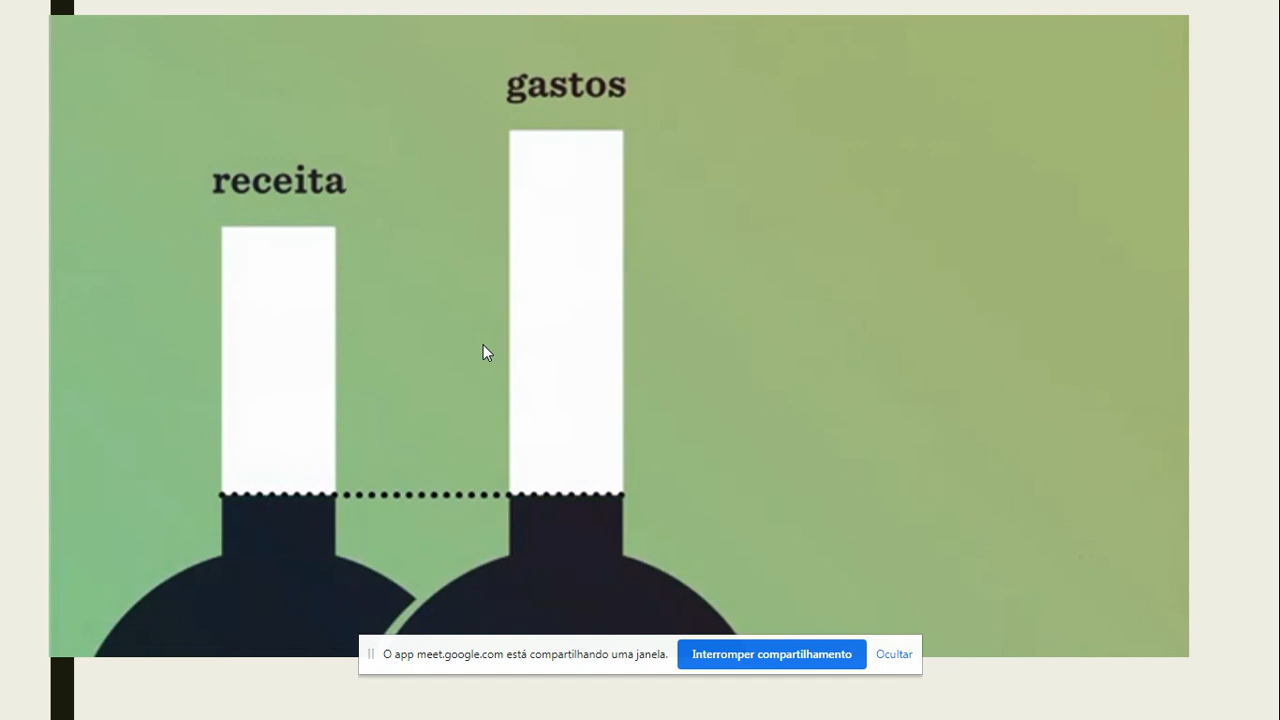 gastos
receita
O app meet.google.com está compartilhando uma janela. Interromper compartilhamento Ocultar